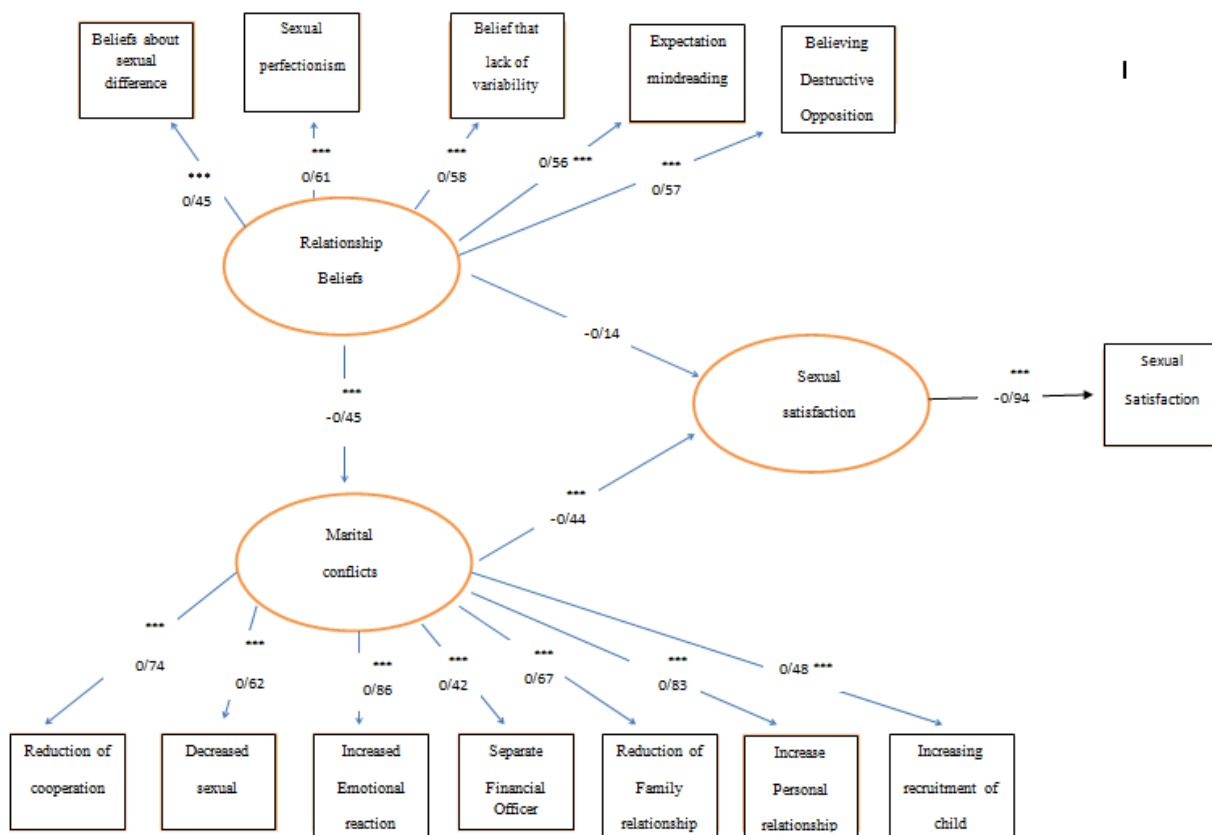 Beliefs about
sexual
difference
Sexual
perfectionism
Belief that
lack of
variability
Expectation
mindreading
Believing
Destructive
Opposition
I
***
0/45
***
0/61
***
0/58
0/56 ***
***
0/57
Relationship
Beliefs
-0/14
***
-0/45
Sexual
satisfaction
***
-0/94
Sexual
Satisfaction
***
-0/44
Marital
conflicts
***
0/74
***
0/62
***
0/86
***
0/42
***
0/67
***
0/83
0/48 ***
Reduction of
cooperation
Decreased
sexual
Increased
Emotional
reaction
Separate
Financial
Officer
Reduction of
Family
relationship
Increase
Personal
relationship
Increasing
recruitment of
child